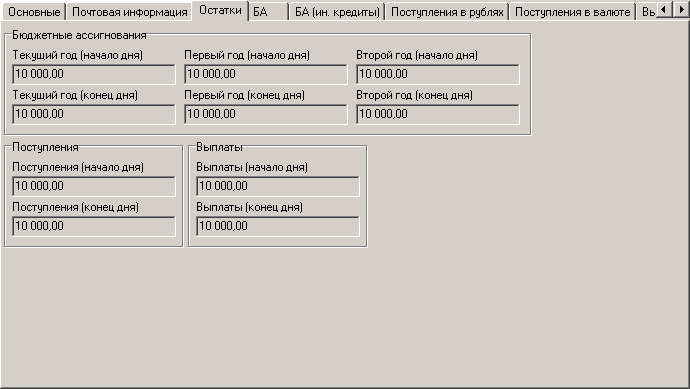 Основные Почтовая информация Остатки БА БА (ин. кредиты) Поступления в рублях Поступления в валюте Вы
Бюджетные ассигнования
Текущий год (начало дня) Первый год (начало дня) Второй год (начало дня)
10 000,00 10 000,00 10 000,00
Текущий год (конец дня) Первый год (конец дня) Второй год (конец дня)
10 000,00 10 000,00 10 000,00
Поступления Выплаты
Поступления (начало дня) Выплаты (начало дня)
10 000,00 10 000,00
Поступления (конец дня) Выплаты (конец дня)
10 000,00 10 000,00